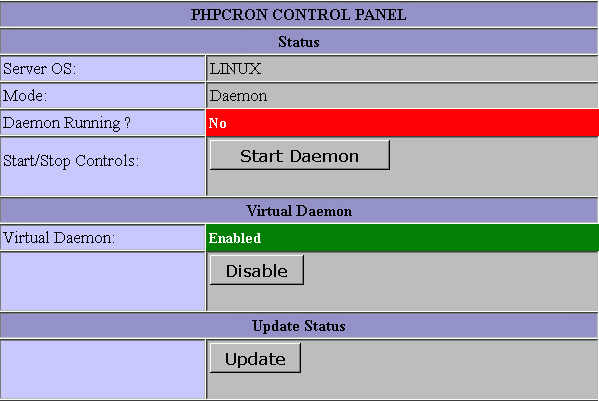 PHPCRON CONTROL PANEL
Status
Server OS: LINUX
Mode: Daemon
Daemon Running ? No
Start/Stop Controls: Start Daemon
Virtual Daemon
Virtual Daemon: Enabled
Disable
Update Status
Update